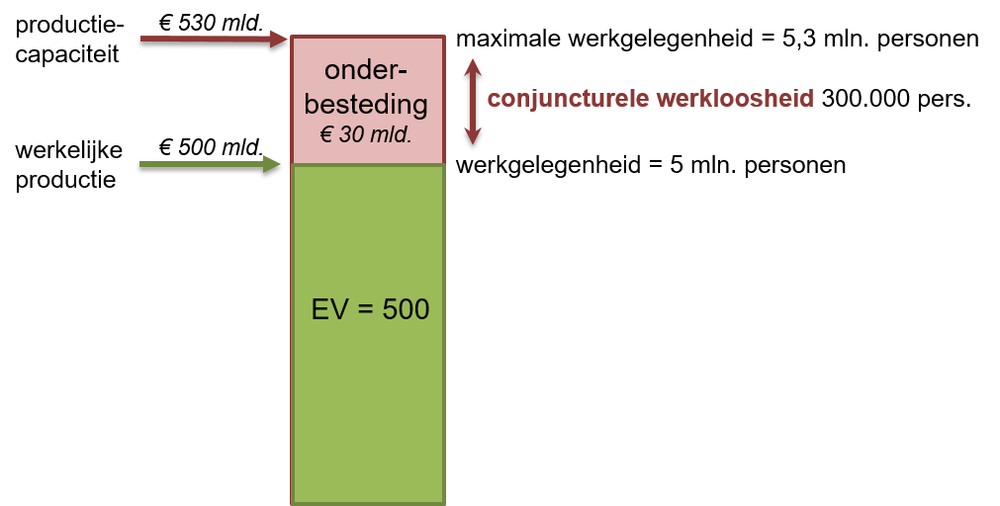 productie-
capaciteit
€ 530 mld.
maximale werkgelegenheid = 5,3 mln. personen
onder-
besteding
€ 30 mld.
conjuncturele werkloosheid 300.000 pers.
werkelijke
productie
€ 500 mld.
werkgelegenheid = 5 mln. personen
EV = 500